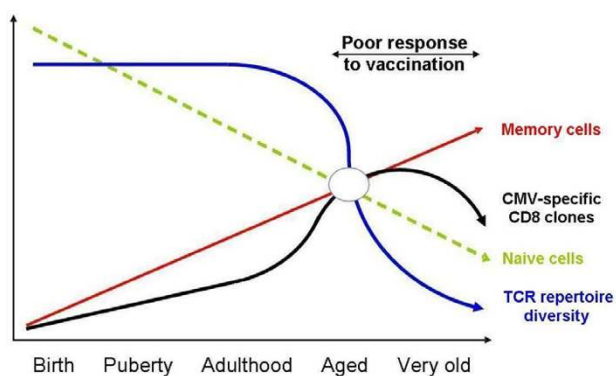 Poor response
to vaccination
Memory cells
CMV-specific
CD8 clones
Naive cells
TCR repertoire
diversity
Birth Puberty Adulthood Aged Very old